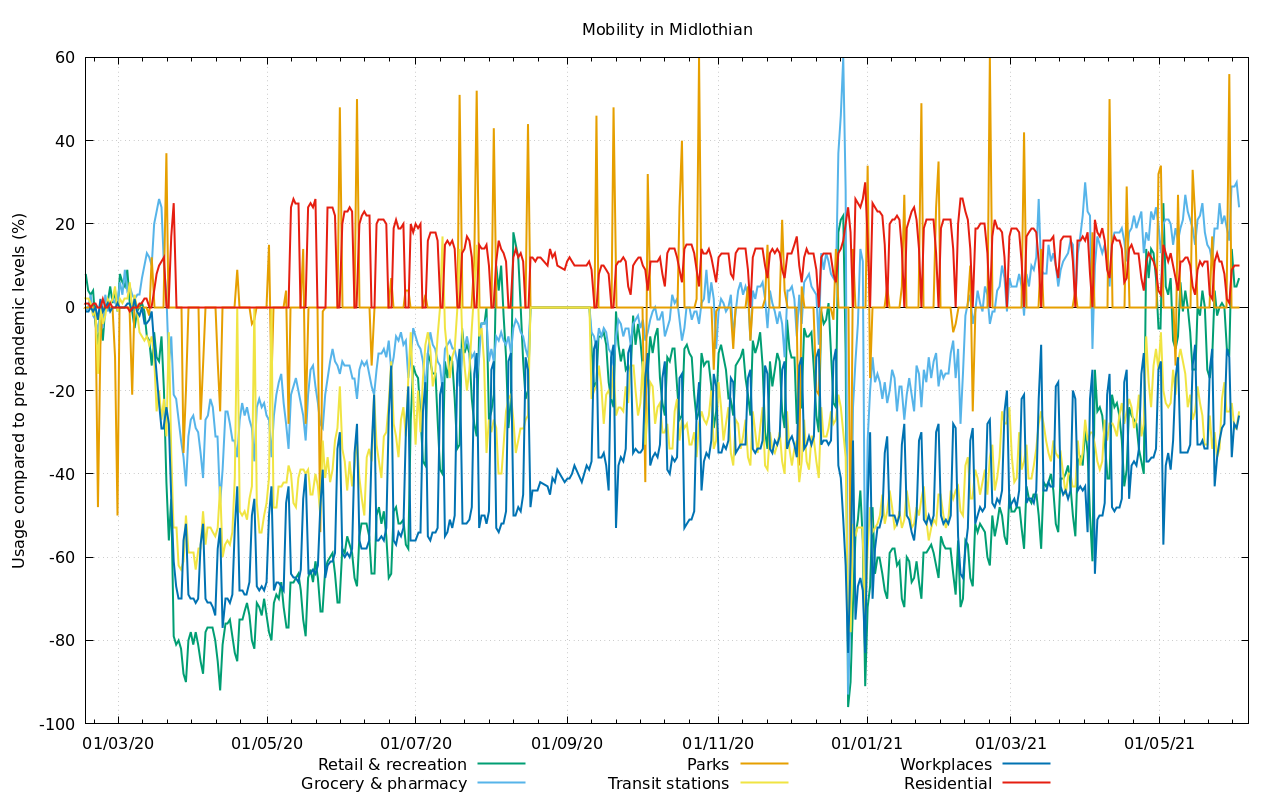 Mobility in Midlothian
Usage compared to pre pandemic levels (%)
60
40
20
0
-20
-40
-60
-80
-100
01/03/20 01/05/20 01/07/20 01/09/20 01/11/20 01/01/21 01/03/21 01/05/21
Retail & recreation Parks Workplaces
Grocery & pharmacy Transit stations Residential